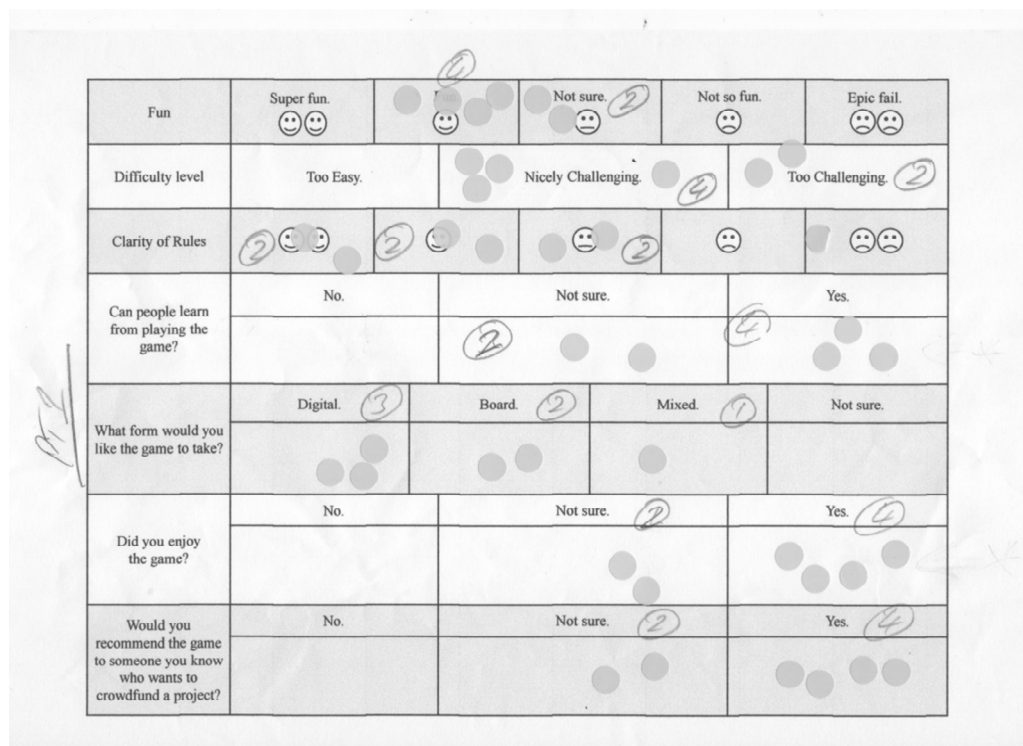 4
Fun
Super fun.
Not sure. 2
Not so fun.
Epic fail.
Difficulty level
Too Easy.
Nicely Challenging. 4
Too Challenging. 2
Clarity of Rules
2
2
2
Can people learn
from playing the
game?
No.
Not sure.
Yes.
2
4
What form would you
like the game to take?
Digital. 3
Board. 2
Mixed. 1
Not sure.
Did you enjoy
the game?
No.
Not sure. 2
Yes. 4
Would you
recommend the game
to someone you know
who wants to
crowdfund a project?
No.
Not sure. 2
Yes. 4